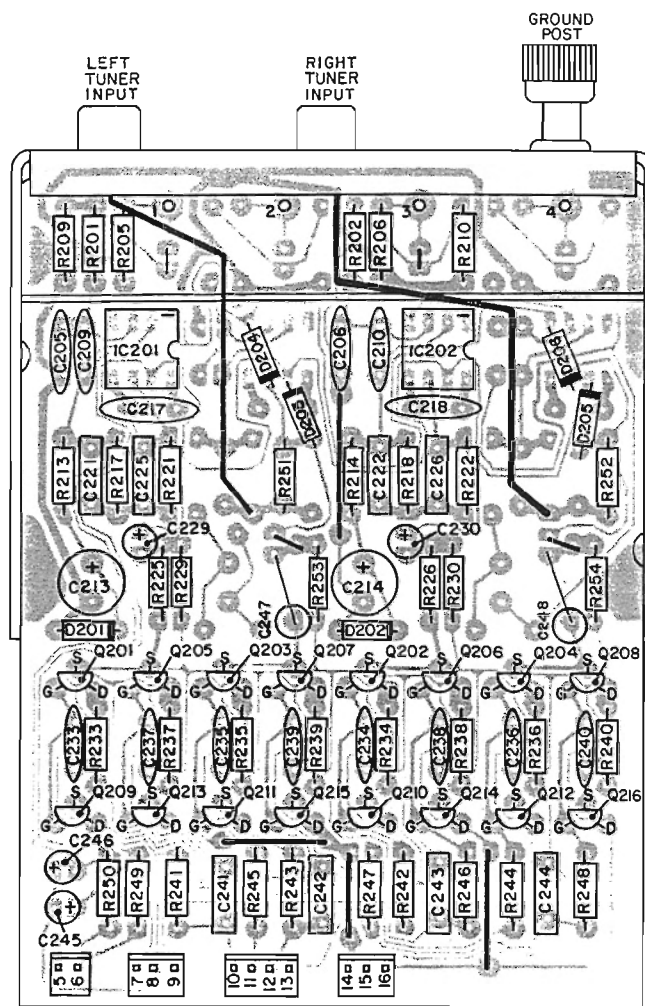 GROUND
POST
LEFT
TUNER
INPUT
RIGHT
TUNER
INPUT
1 2 3 4
R209 R201 R205 R202 R206 R210
C205 C209 IC201 D204 D203 C206 C210 IC202 D206 C205
C217 C218
R213 C221 R217 C225 R221 R251 R214 C222 R218 C226 R222 R252
C229 C230
C213 R225 R229 C247 R253 C214 R226 R230 C248 R254
D201 D202
Q201 Q205 Q203 Q207 Q202 Q206 Q204 Q208
S S S S S S S S
G D G D G D G D G D G D G D G D
C233 R233 C237 R237 C235 R235 C239 R239 C234 R234 C238 R238 C236 R236 C240 R240
Q209 Q213 Q211 Q215 Q210 Q214 Q212 Q216
S S S S S S S S
G D G D G D G D G D G D G D G D
C246
C245
R250 R249 R241 C241 R245 R243 C242 R247 R242 C243 R246 R244 C244 R248
5 6 7 8 9 10 11 12 13 14 15 16